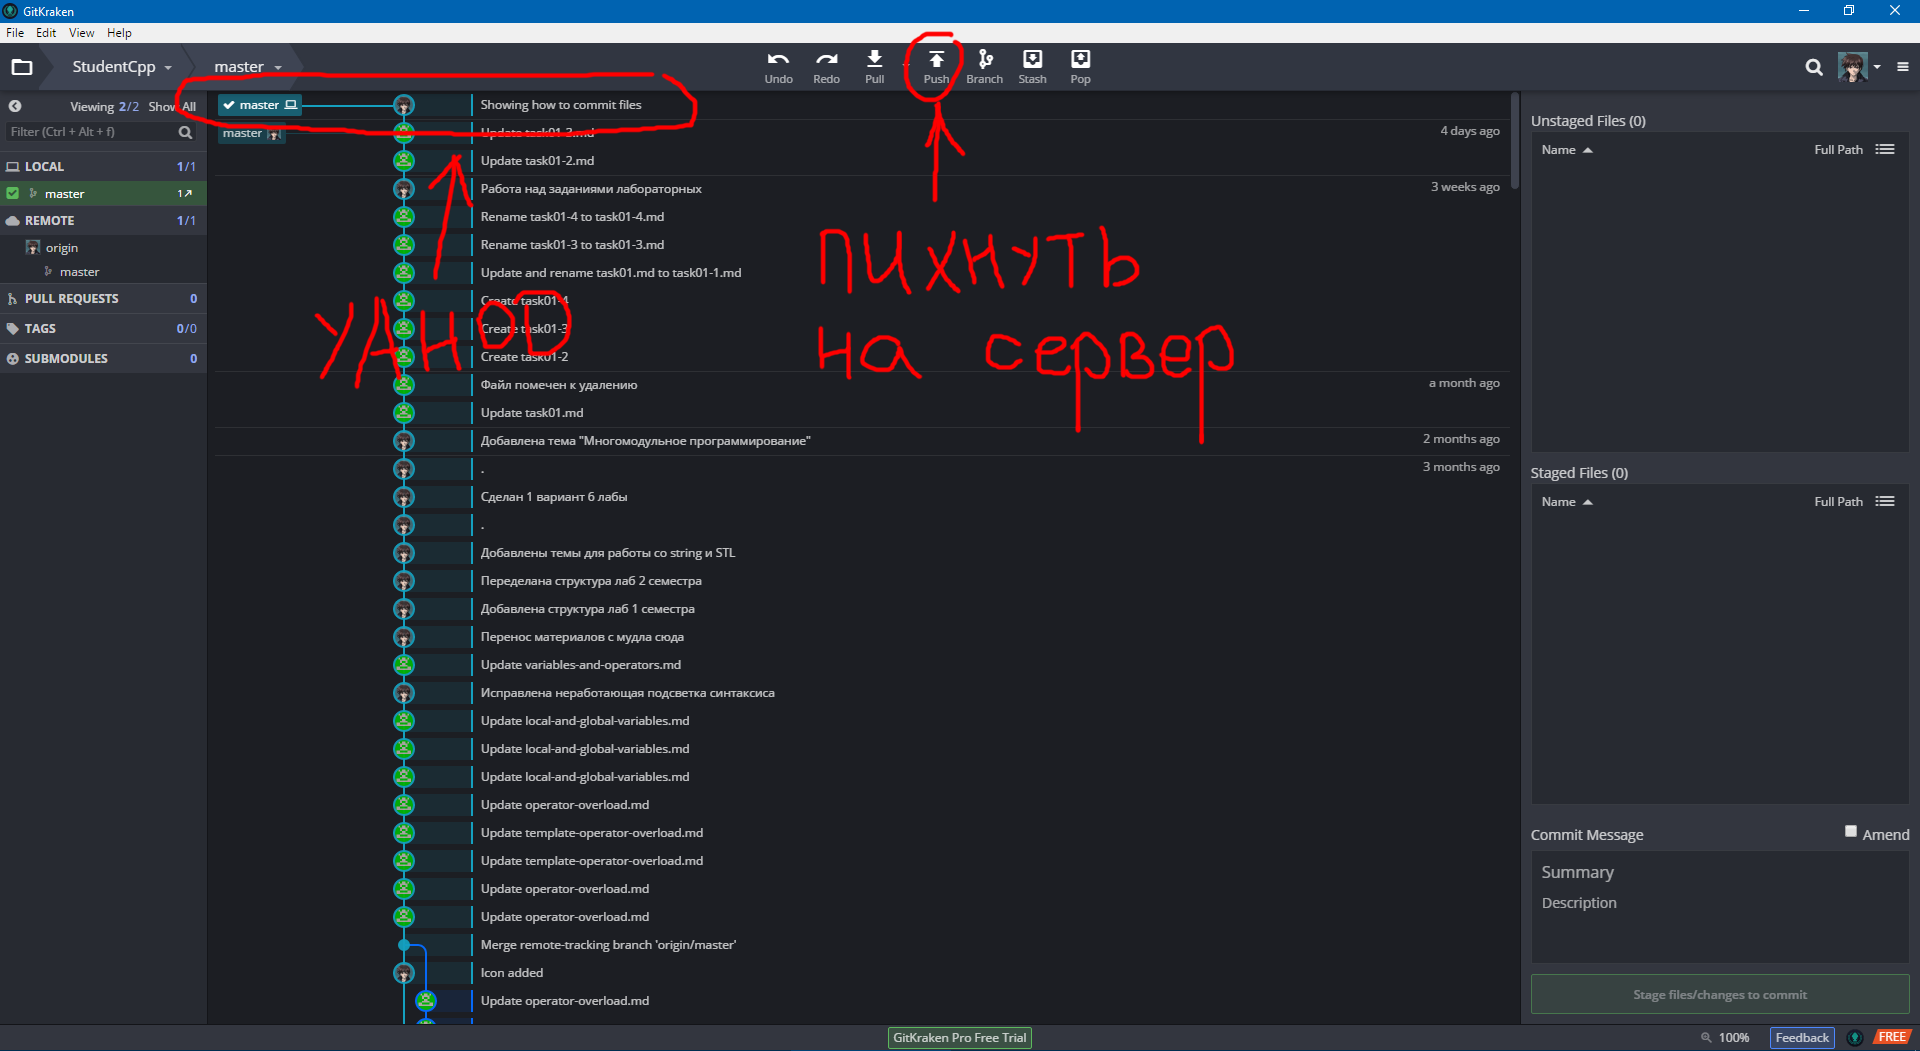 GitKraken
File Edit View Help
StudentCpp master Undo Redo Pull Push Branch Stash Pop
Viewing 2/2 Show All
Filter (Ctrl + Alt + f)
LOCAL 1/1
master 1
REMOTE 1/1
origin
master
PULL REQUESTS 0
TAGS 0/0
SUBMODULES 0
master Showing how to commit files
master Update task01-3.md 4 days ago
Update task01-2.md
Работа над заданиями лабораторных 3 weeks ago
Rename task01-4 to task01-4.md
Rename task01-3 to task01-3.md
Update and rename task01.md to task01-1.md
Create task01-4
Create task01-3
Create task01-2
Файл помечен к удалению a month ago
Update task01.md
Добавлена тема "Многомодульное программирование" 2 months ago
. 3 months ago
Сделан 1 вариант 6 лабы
.
Добавлены темы для работы со string и STL
Переделана структура лаб 2 семестра
Добавлена структура лаб 1 семестра
Перенос материалов с мудла сюда
Update variables-and-operators.md
Исправлена неработающая подсветка синтаксиса
Update local-and-global-variables.md
Update local-and-global-variables.md
Update local-and-global-variables.md
Update operator-overload.md
Update template-operator-overload.md
Update template-operator-overload.md
Update operator-overload.md
Update operator-overload.md
Merge remote-tracking branch 'origin/master'
Icon added
Update operator-overload.md
пихнуть
на сервер
Unstaged Files (0)
Name Full Path
Staged Files (0)
Name Full Path
Commit Message Amend
Summary
Description
Stage files/changes to commit
GitKraken Pro Free Trial 100% Feedback FREE